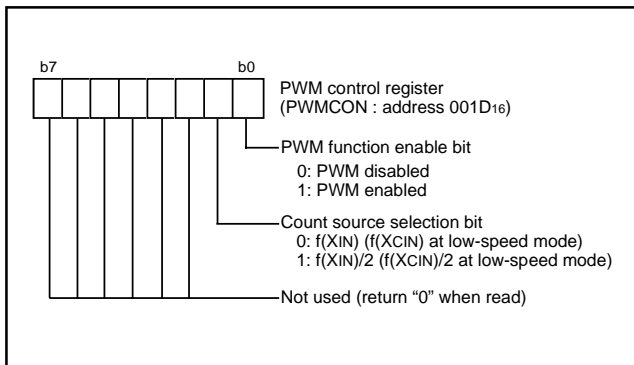 b7 b0
PWM control register
(PWMCON : address 001D16)
PWM function enable bit
0: PWM disabled
1: PWM enabled
Count source selection bit
0: f(XIN) (f(XCIN) at low-speed mode)
1: f(XIN)/2 (f(XCIN)/2 at low-speed mode)
Not used (return “0” when read)